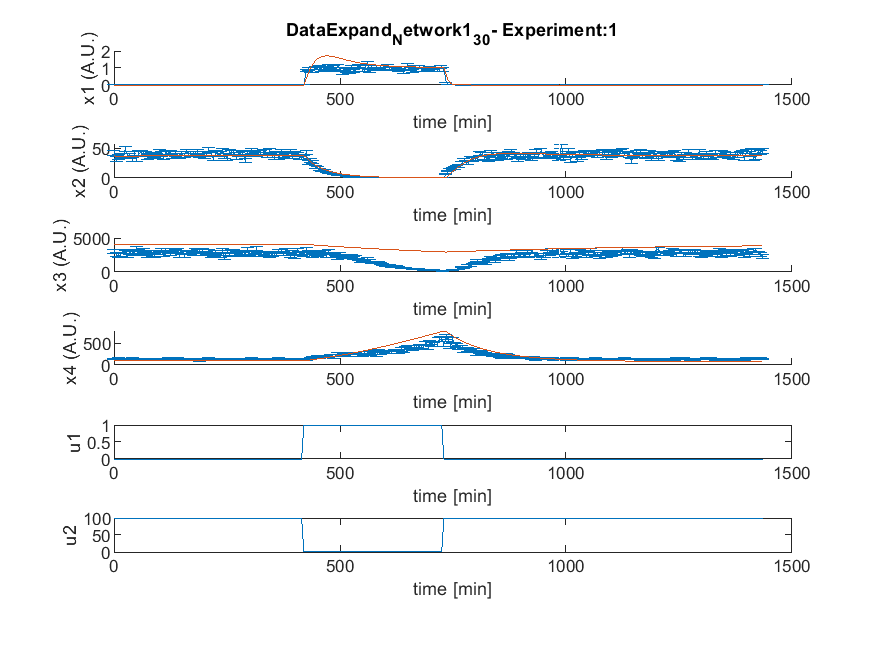 DataExpand_Network1_30- Experiment:1
2
1
0
x1 (A.U.)
0 500 1000 1500
time [min]
50
0
x2 (A.U.)
0 500 1000 1500
time [min]
5000
0
x3 (A.U.)
0 500 1000 1500
time [min]
500
0
x4 (A.U.)
0 500 1000 1500
time [min]
1
0.5
0
u1
0 500 1000 1500
time [min]
100
50
0
u2
0 500 1000 1500
time [min]